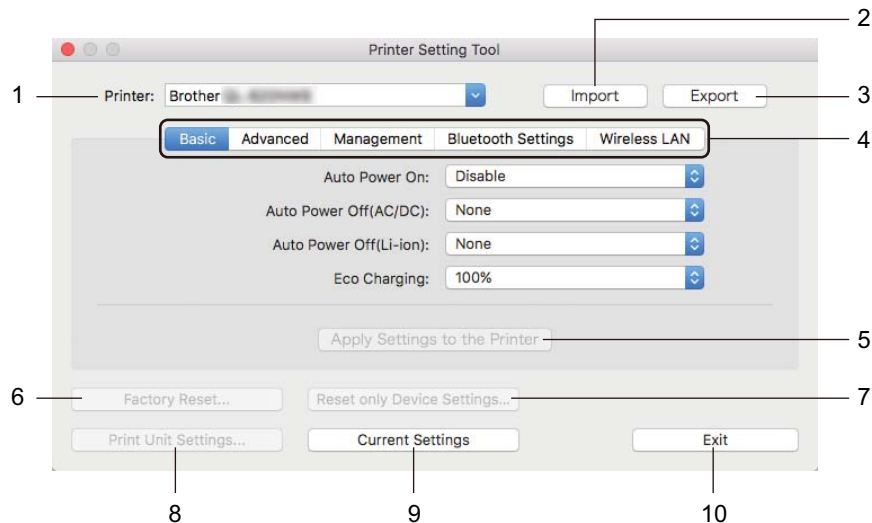 2
Printer Setting Tool
1 Printer: Brother Import Export 3
Basic Advanced Management Bluetooth Settings Wireless LAN 4
Auto Power On: Disable
Auto Power Off(AC/DC): None
Auto Power Off(Li-ion): None
Eco Charging: 100%
Apply Settings to the Printer 5
6 Factory Reset... Reset only Device Settings... 7
Print Unit Settings... Current Settings Exit
8 9 10